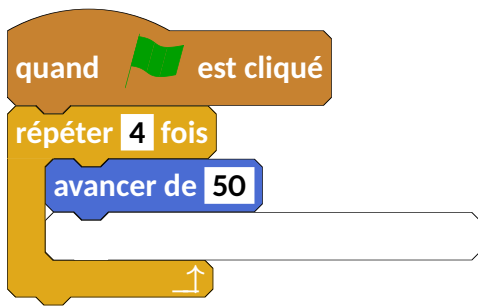 quand est cliqué
répéter 4 fois
avancer de 50